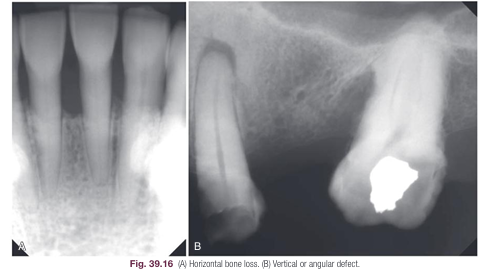 A
B
Fig. 39.16 (A) Horizontal bone loss. (B) Vertical or angular defect.